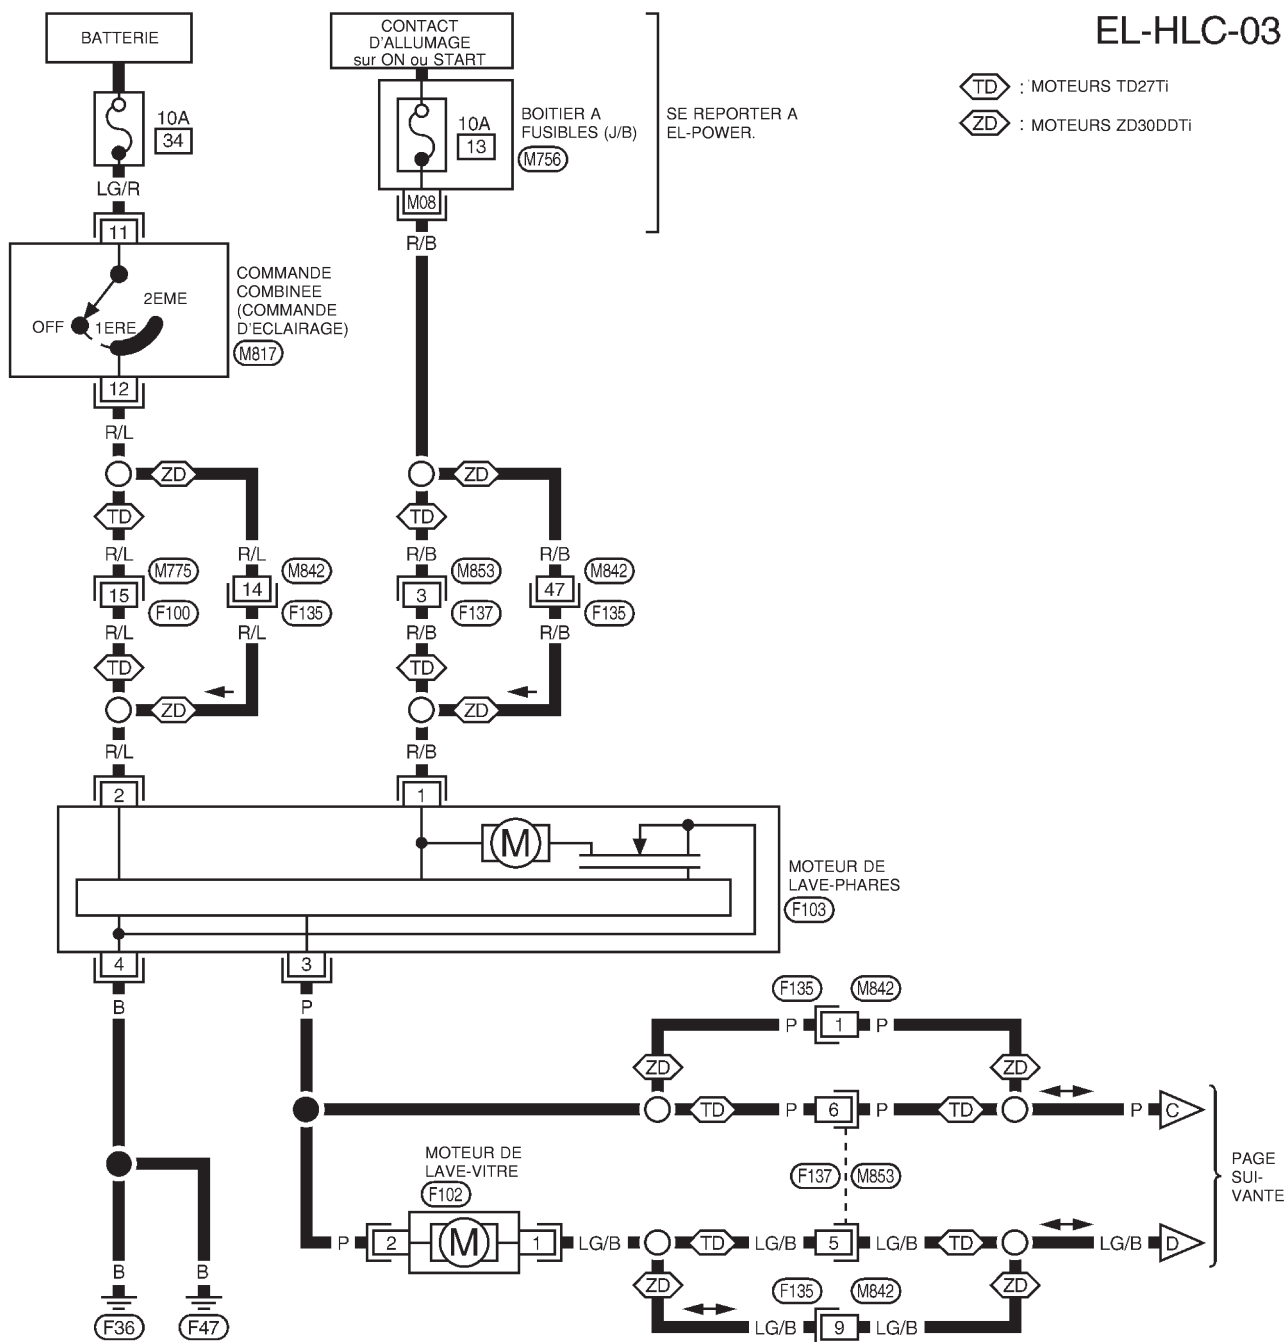 EL-HLC-03
BATTERIE
CONTACT
D'ALLUMAGE
sur ON ou START
TD : MOTEURS TD27Ti
ZD : MOTEURS ZD30DDTi
10A
34
10A
13
BOITIER A
FUSIBLES (J/B)
M756
SE REPORTER A
EL-POWER.
LG/R
M08
11
R/B
COMMANDE
COMBINEE
(COMMANDE
D'ECLAIRAGE)
M817
2EME
OFF
1ERE
12
R/L
ZD
ZD
TD
TD
R/L
R/L
R/B
R/B
M775
M842
M853
M842
15
14
3
47
F100
F135
F137
F135
R/L
R/L
R/B
R/B
TD
TD
ZD
ZD
R/L
R/B
2
1
M
MOTEUR DE
LAVE-PHARES
F103
4
3
B
P
F135
M842
P
1
P
ZD
ZD
TD
P
6
P
TD
P
C
MOTEUR DE
LAVE-VITRE
F102
F137
M853
PAGE
SUI-
VANTE
P
2
M
1
LG/B
TD
LG/B
5
LG/B
TD
LG/B
D
ZD
ZD
F135
M842
LG/B
9
LG/B
B
B
F36
F47